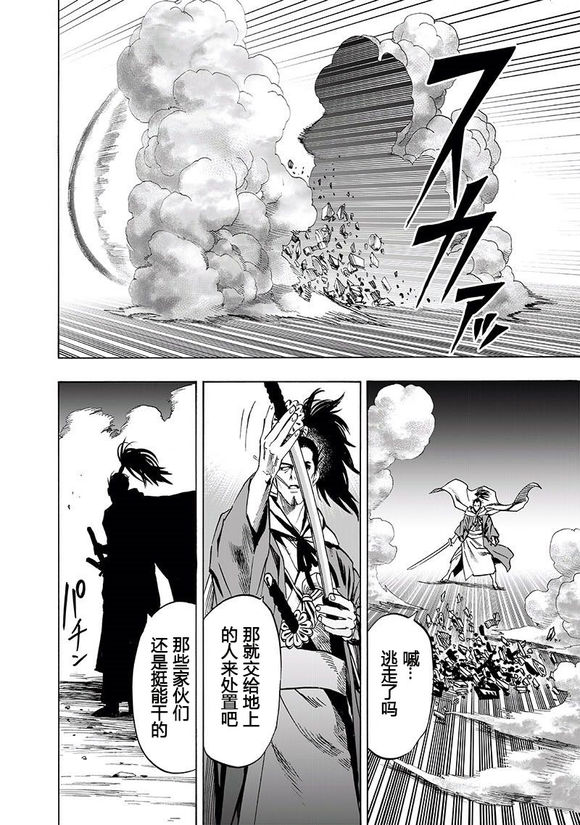 スカァッ
嘁…
逃走了吗
那就交给地上
的人来处置吧
那些家伙们
还是挺能干的
パチン